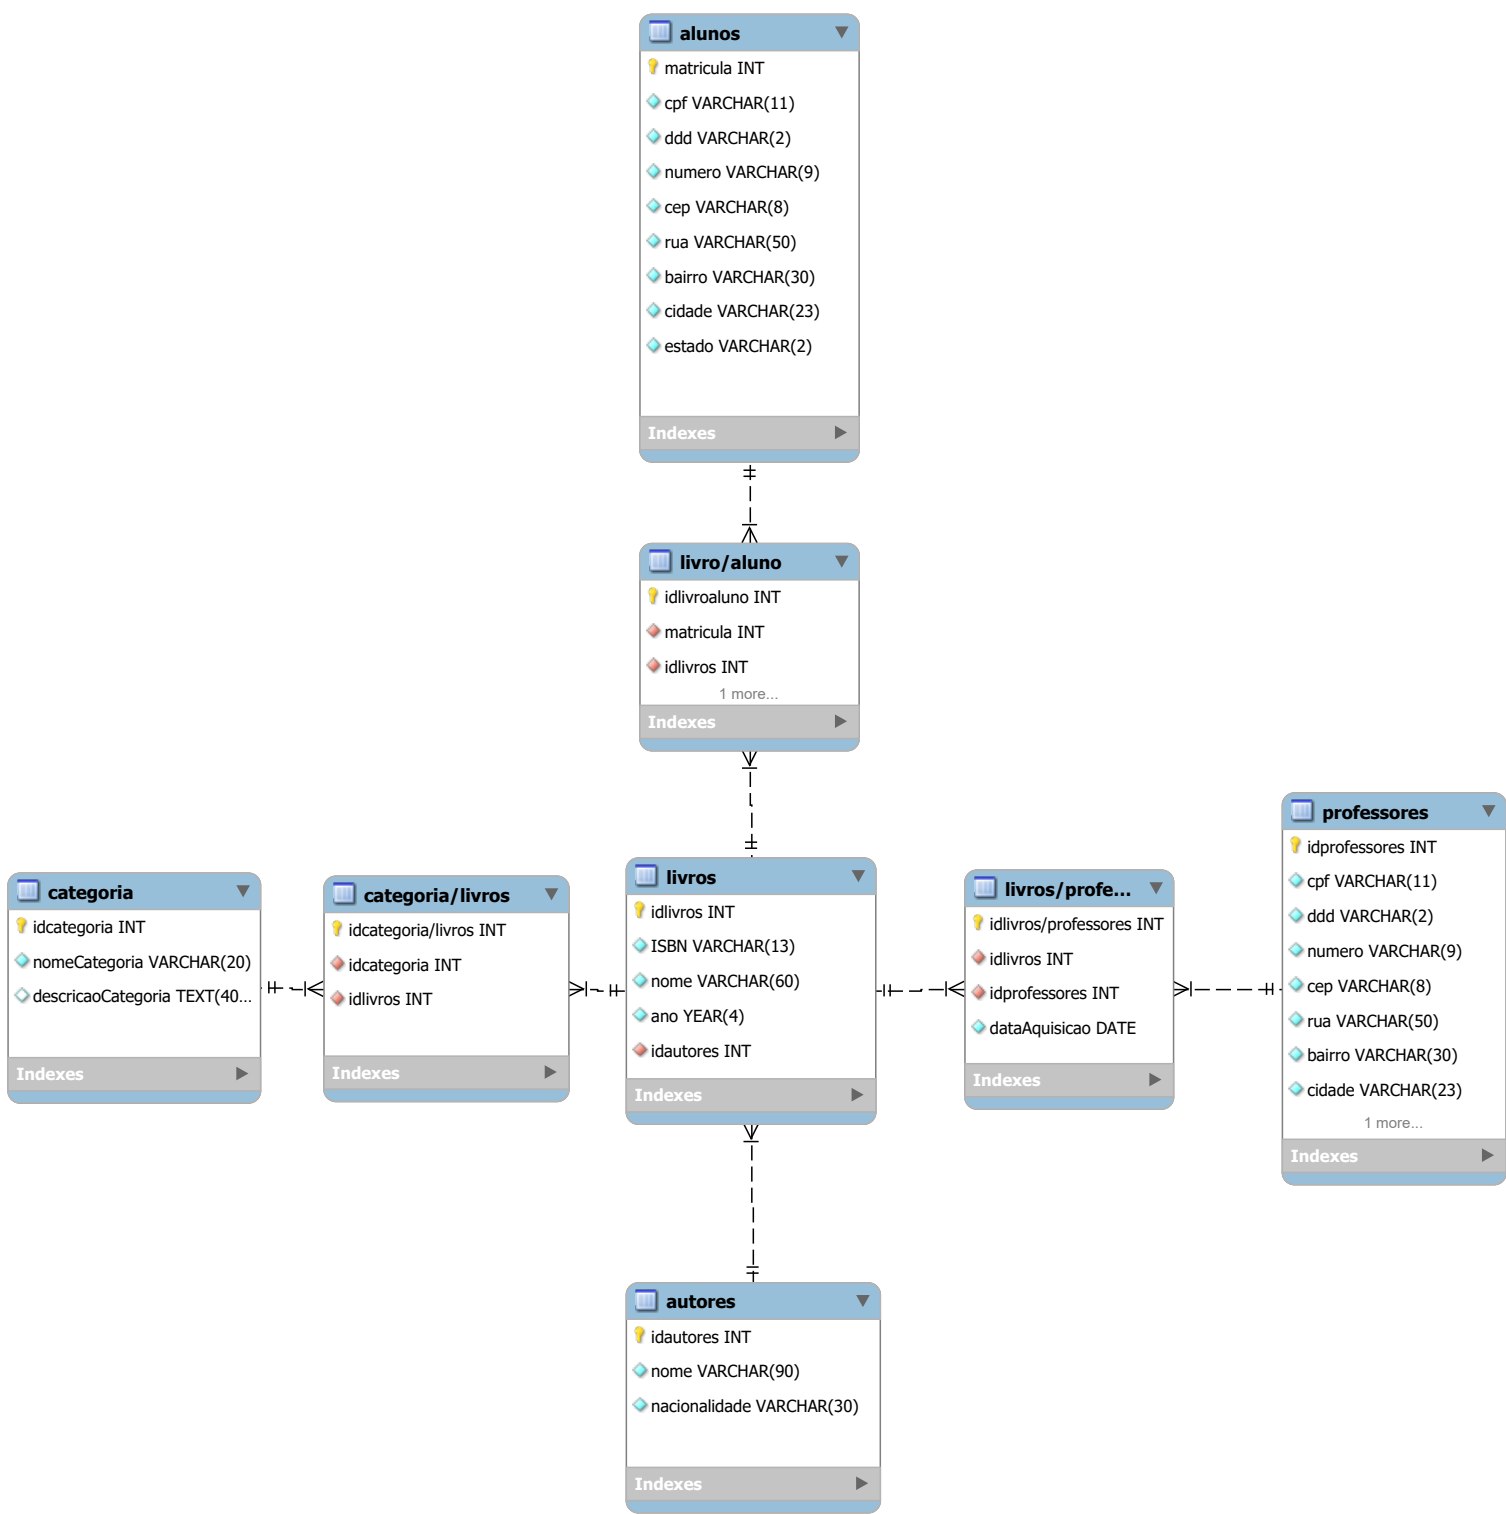 alunos
matricula INT
cpf VARCHAR(11)
ddd VARCHAR(2)
numero VARCHAR(9)
cep VARCHAR(8)
rua VARCHAR(50)
bairro VARCHAR(30)
cidade VARCHAR(23)
estado VARCHAR(2)
Indexes
livro/aluno
idlivroaluno INT
matricula INT
idlivros INT
1 more...
Indexes
categoria
idcategoria INT
nomeCategoria VARCHAR(20)
descricaoCategoria TEXT(40...
Indexes
categoria/livros
idcategoria/livros INT
idcategoria INT
idlivros INT
Indexes
livros
idlivros INT
ISBN VARCHAR(13)
nome VARCHAR(60)
ano YEAR(4)
idautores INT
Indexes
livros/profe...
idlivros/professores INT
idlivros INT
idprofessores INT
dataAquisicao DATE
Indexes
professores
idprofessores INT
cpf VARCHAR(11)
ddd VARCHAR(2)
numero VARCHAR(9)
cep VARCHAR(8)
rua VARCHAR(50)
bairro VARCHAR(30)
cidade VARCHAR(23)
1 more...
Indexes
autores
idautores INT
nome VARCHAR(90)
nacionalidade VARCHAR(30)
Indexes